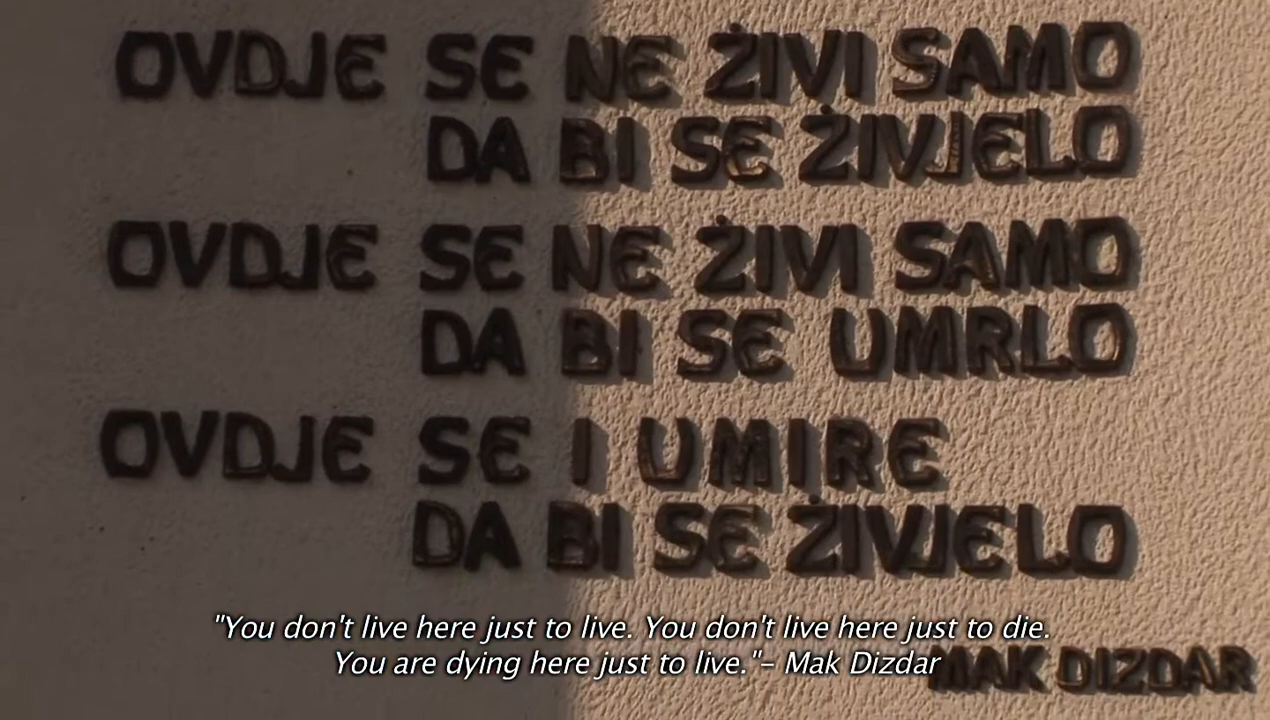 OVDJE SE NE ŻIVI SAMO
DA BI SE ŻIVJELO
OVDJE SE NE ŻIVI SAMO
DA BI SE UMRLO
OVDJE SE I UMIRE
DA BI SE ŻIVJELO
"You don't live here just to live. You don't live here just to die.
You are dying here just to live."- Mak Dizdar
MAK DIZDAR